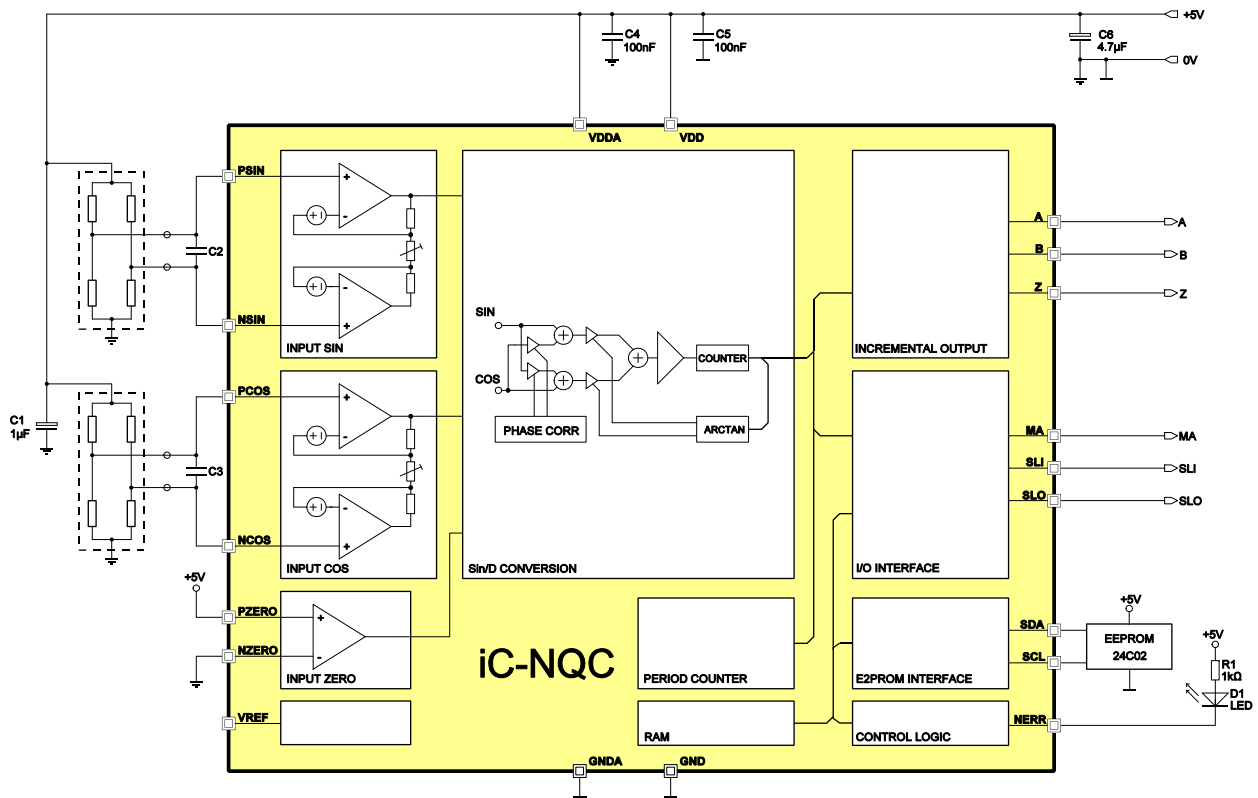 +5V
C4
100nF
C5
100nF
C6
4.7µF
0V
VDDA
VDD
PSIN
A
A
C2
B
B
Z
Z
SIN
NSIN
INPUT SIN
COUNTER
INCREMENTAL OUTPUT
COS
PCOS
C1
1µF
PHASE CORR
ARCTAN
MA
MA
C3
SLI
SLI
SLO
SLO
NCOS
INPUT COS
Sin/D CONVERSION
I/O INTERFACE
+5V
+5V
PZERO
SDA
EEPROM
24C02
+5V
NZERO
iC-NQC
SCL
R1
1kΩ
INPUT ZERO
PERIOD COUNTER
E2PROM INTERFACE
D1
LED
VREF
NERR
RAM
CONTROL LOGIC
GNDA
GND
+
-
+
-
-
+
-
+
+
+
+
+
-
+
-
-
+
-
+
+
-